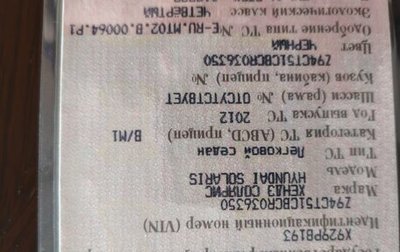 Х929РВ193
Идентификационный номер (VIN)
Z94CT51CBCR036350
Марка ХЕНДЭ СОЛЯРИС
Модель HYUNDAI SOLARIS
Тип ТС Легковой седан
Категория ТС (ABCD, прицеп) B/M1
Год выпуска ТС 2012
Шасси (рама) № ОТСУТСТВУЕТ
Кузов (кабина, прицеп) №
Z94CT51CBCR036350
Цвет ЧЕРНЫЙ
Одобрение типа ТС № E-RU.MT02.B.00064.P1
Экологический класс ЧЕТВЕРТЫЙ